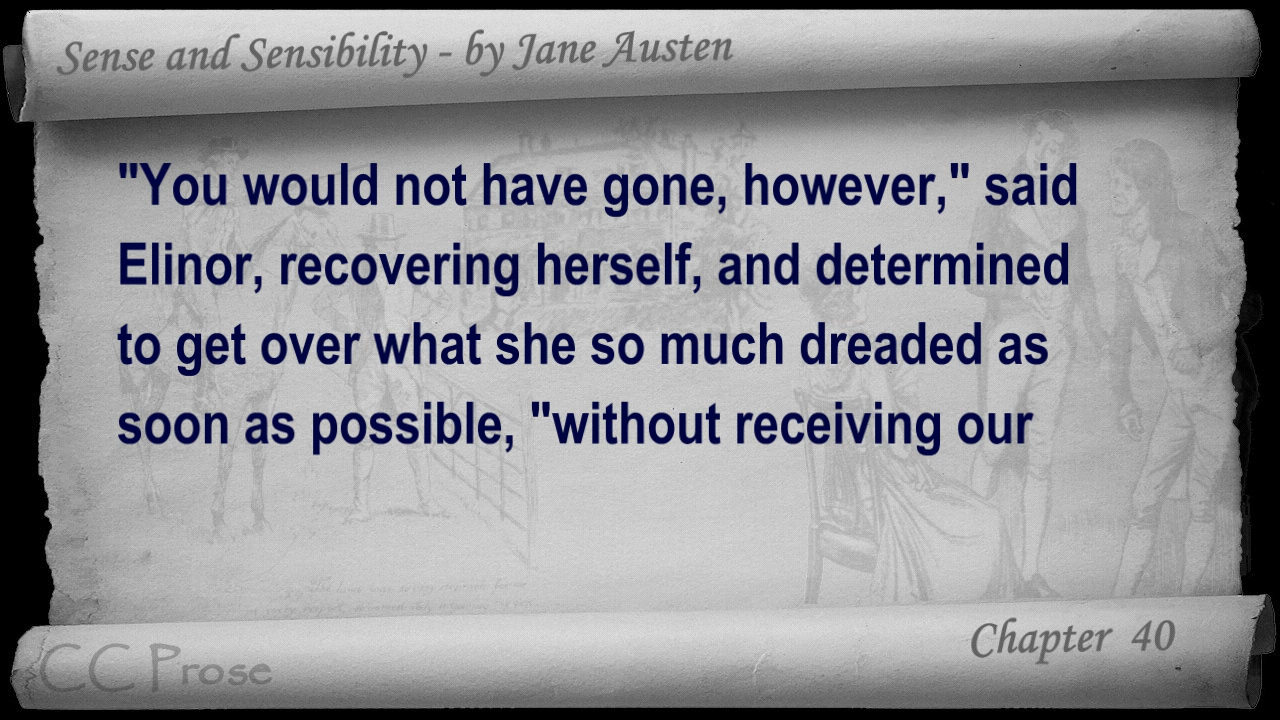 Sense and Sensibility - by Jane Austen
"You would not have gone, however," said
Elinor, recovering herself, and determined
to get over what she so much dreaded as
soon as possible, "without receiving our
Chapter 40
CC Prose